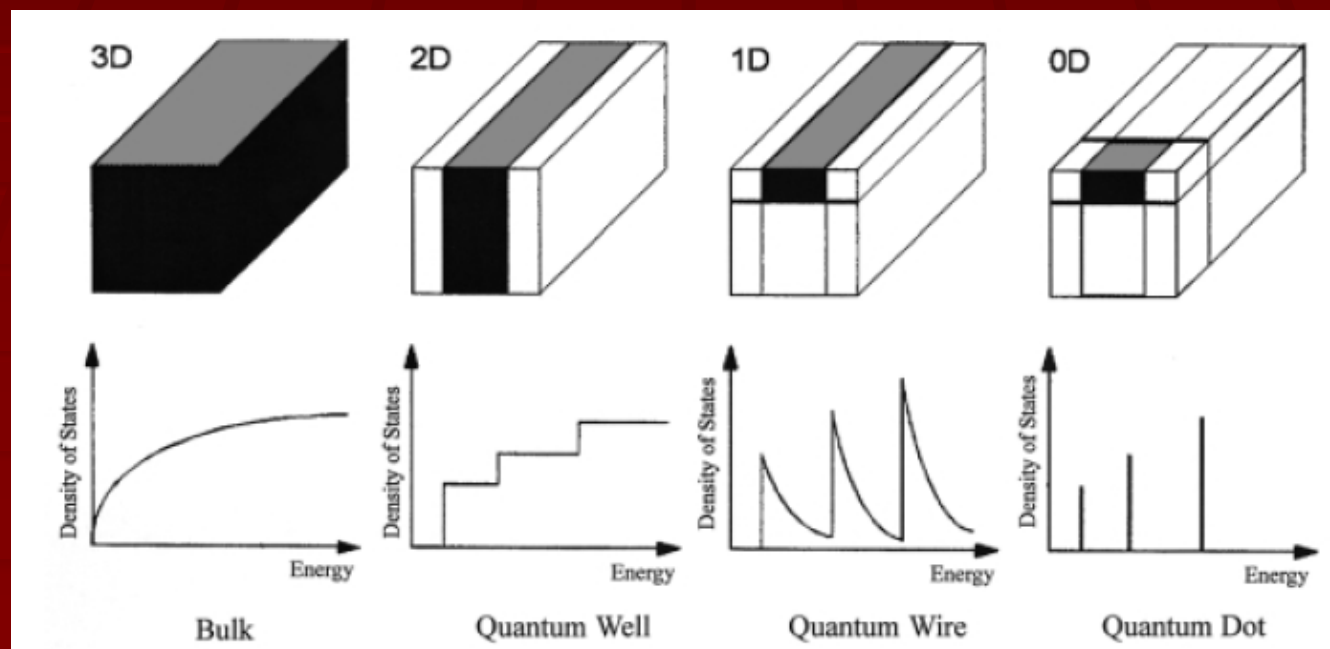 3D
2D
1D
0D
Density of States
Energy
Density of States
Energy
Density of States
Energy
Density of States
Energy
Bulk
Quantum Well
Quantum Wire
Quantum Dot